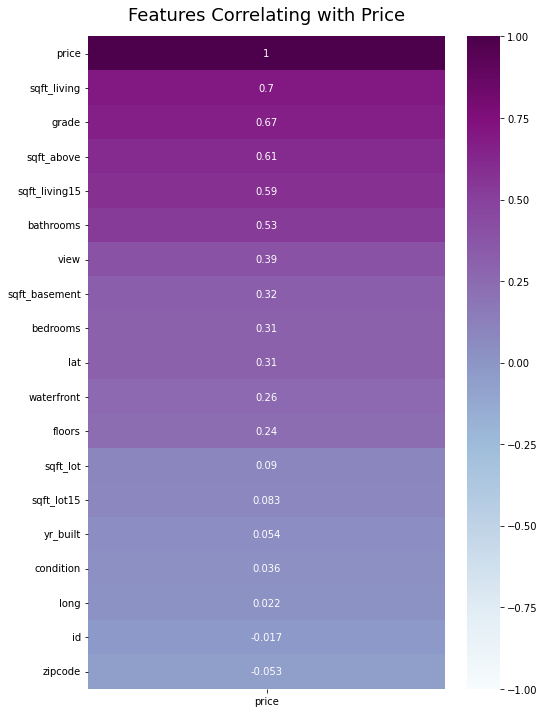 Features Correlating with Price
price 1
sqft_living 0.7
grade 0.67
sqft_above 0.61
sqft_living15 0.59
bathrooms 0.53
view 0.39
sqft_basement 0.32
bedrooms 0.31
lat 0.31
waterfront 0.26
floors 0.24
sqft_lot 0.09
sqft_lot15 0.083
yr_built 0.054
condition 0.036
long 0.022
id -0.017
zipcode -0.053
price
1.00
0.75
0.50
0.25
0.00
−0.25
−0.50
−0.75
−1.00